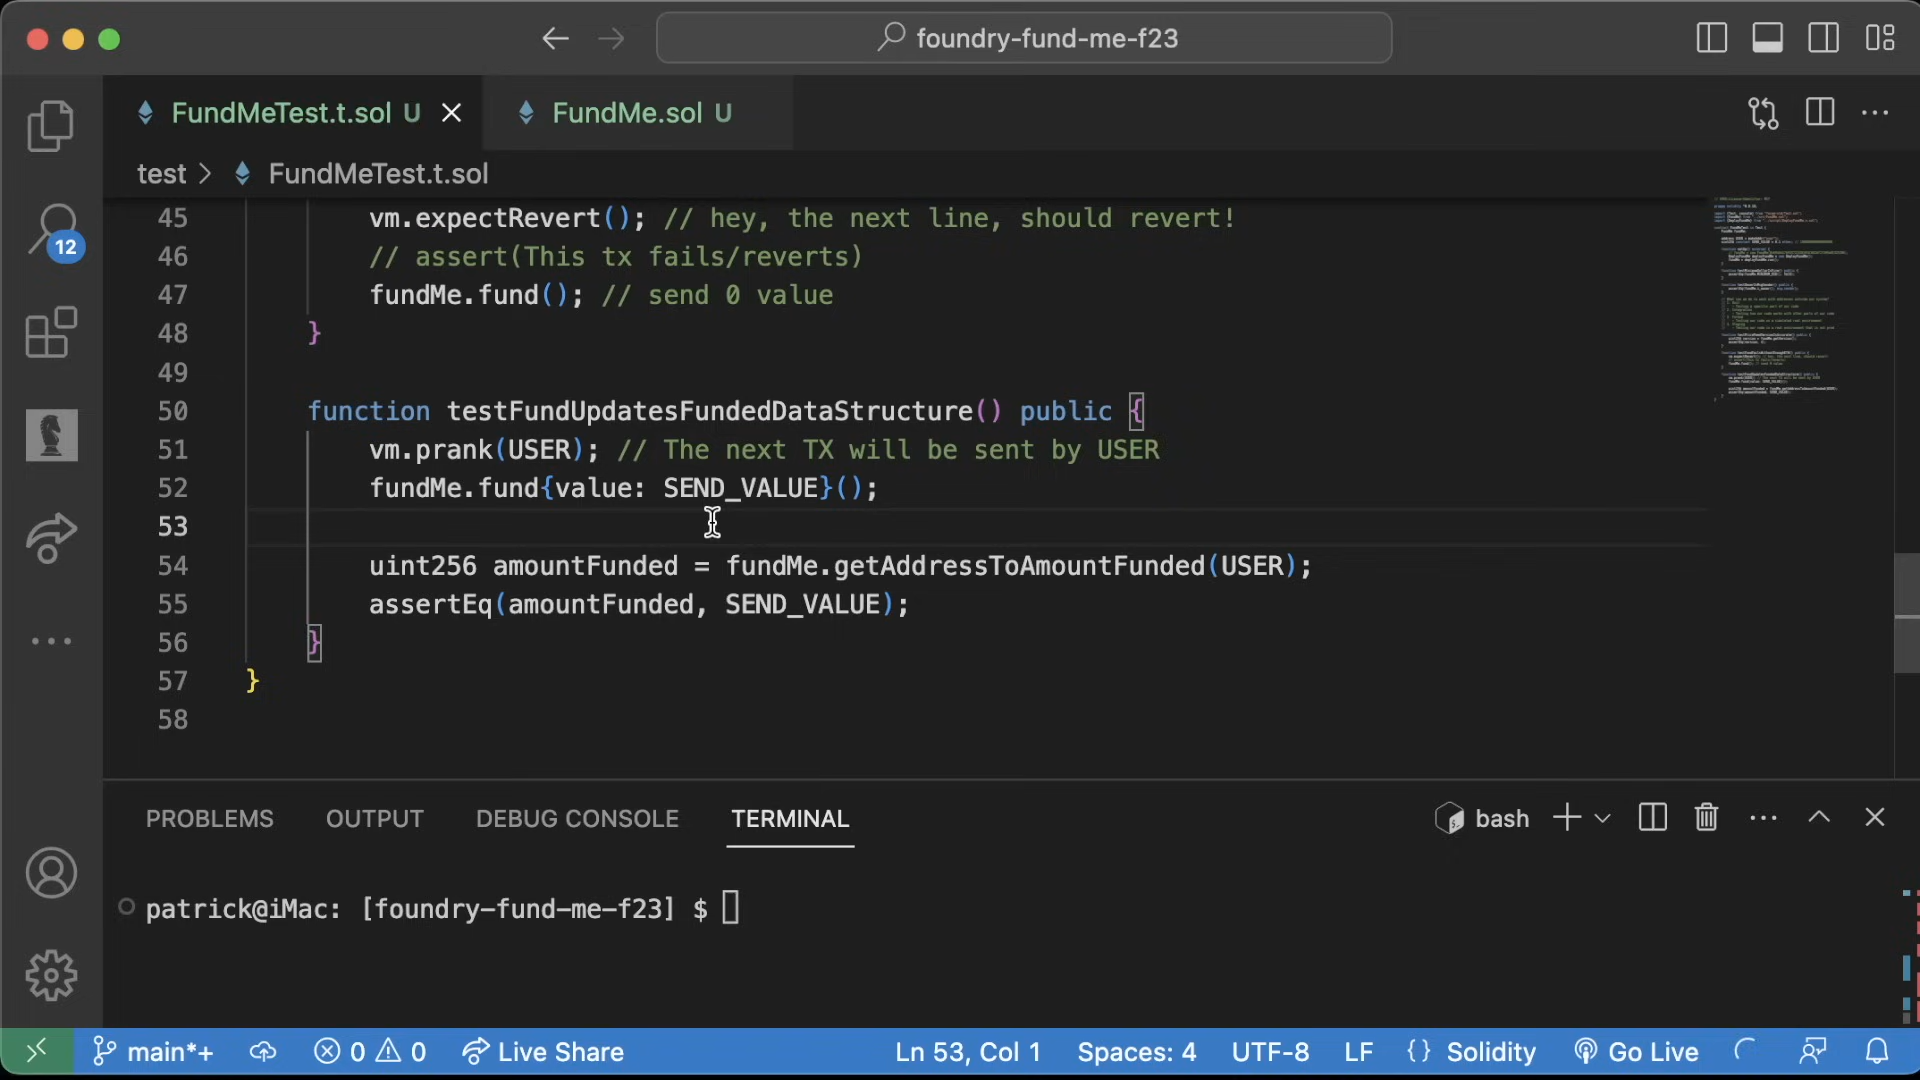 foundry-fund-me-f23
FundMeTest.t.sol U
FundMe.sol U
test > FundMeTest.t.sol
12
45 vm.expectRevert(); // hey, the next line, should revert!
46 // assert(This tx fails/reverts)
47 fundMe.fund(); // send 0 value
48 }
49
50 function testFundUpdatesFundedDataStructure() public {
51 vm.prank(USER); // The next TX will be sent by USER
52 fundMe.fund{value: SEND_VALUE}();
53
54 uint256 amountFunded = fundMe.getAddressToAmountFunded(USER);
55 assertEq(amountFunded, SEND_VALUE);
56 }
57 }
58
PROBLEMS OUTPUT DEBUG CONSOLE TERMINAL bash
patrick@iMac: [foundry-fund-me-f23] $
main*+ 0 0 Live Share Ln 53, Col 1 Spaces: 4 UTF-8 LF {} Solidity Go Live